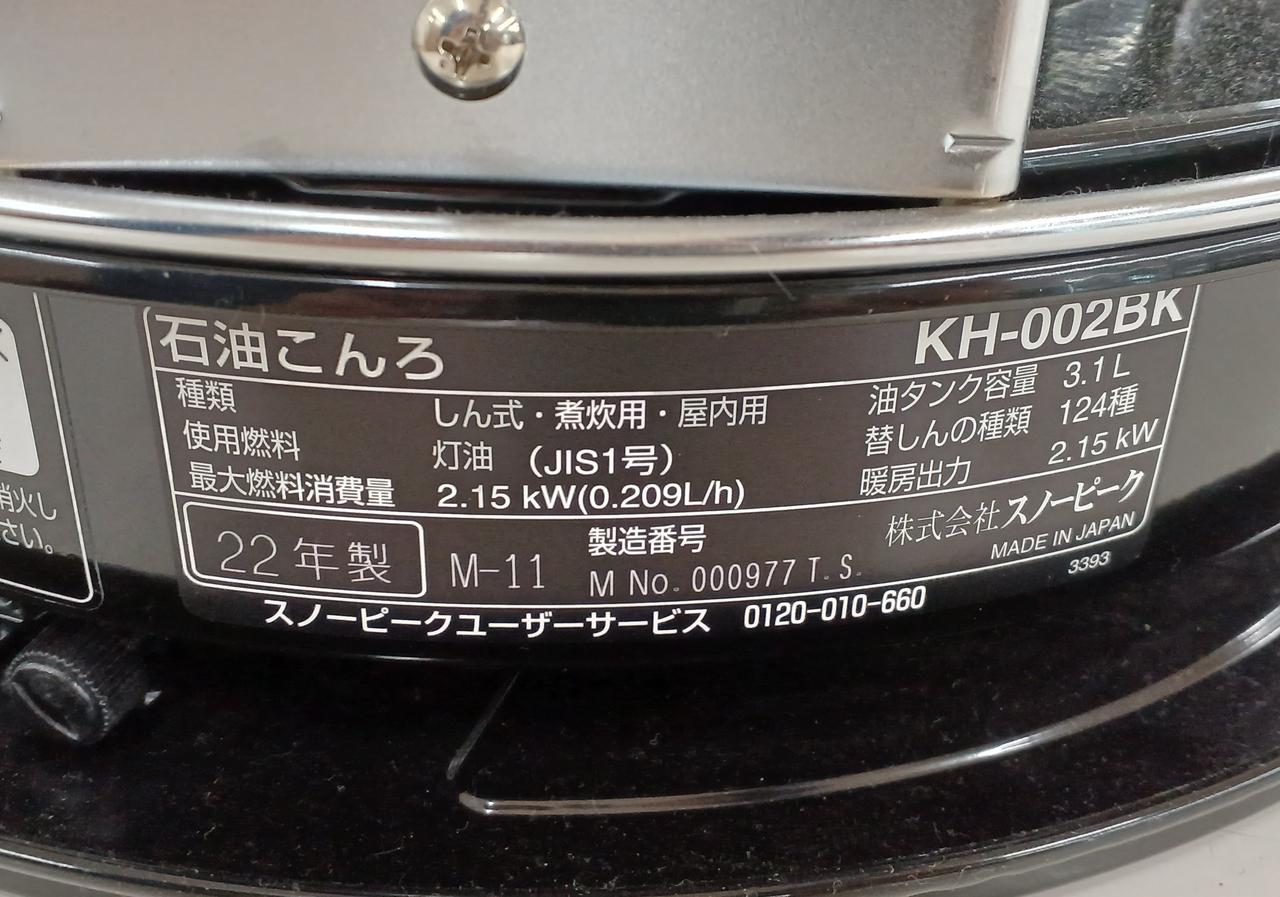 石油こんろ KH-002BK
種類 しん式・煮炊用・屋内用 油タンク容量 3.1L
使用燃料 灯油 (JIS1号) 替しんの種類 124種
最大燃料消費量 2.15 kW(0.209L/h) 暖房出力 2.15 kW
22年製 M-11 製造番号 株式会社スノーピーク
M No. 000977 T.S. MADE IN JAPAN
スノーピークユーザーサービス 0120-010-660 3393
消火し
さい。